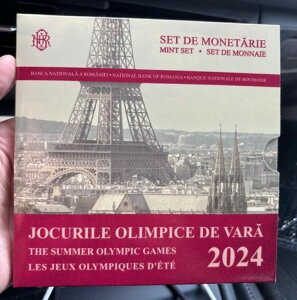 SET DE MONETĂRIE
MINT SET • SET DE MONNAIE
BANCA NAȚIONALĂ A ROMÂNIEI • NATIONAL BANK OF ROMANIA • BANQUE NATIONALE DE ROUMANIE
JOCURILE OLIMPICE DE VARĂ
THE SUMMER OLYMPIC GAMES
LES JEUX OLYMPIQUES D'ÉTÉ
2024